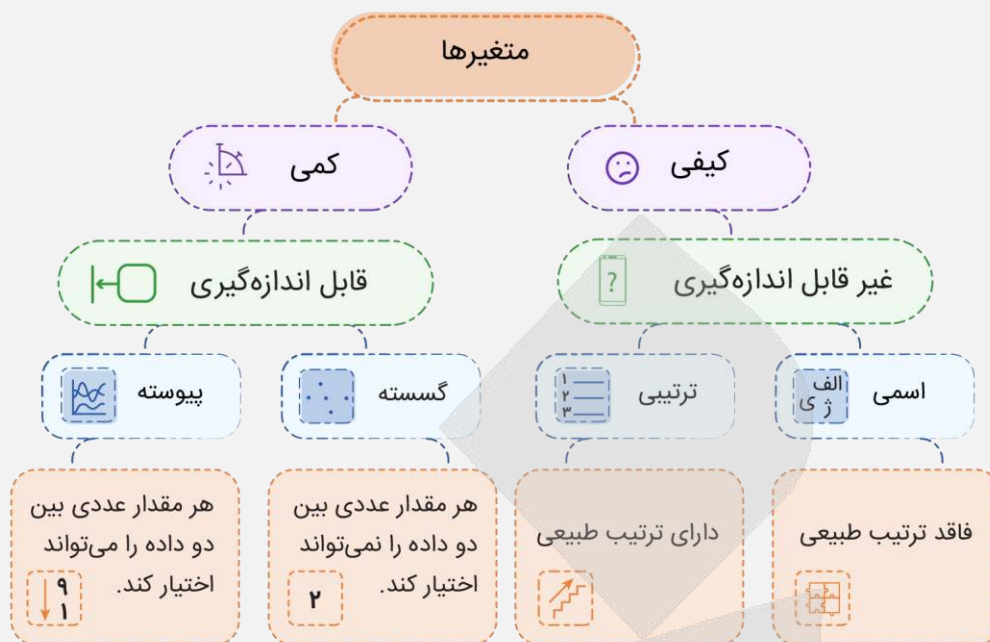 متغیرها
کیفی
کمی
غیر قابل اندازه‌گیری
?
قابل اندازه‌گیری
اسمی
الف
ژ ی
ترتیبی
۱
۲
۳
گسسته
پیوسته
فاقد ترتیب طبیعی
دارای ترتیب طبیعی
هر مقدار عددی بین
دو داده را نمی‌تواند
اختیار کند.
۲
هر مقدار عددی بین
دو داده را می‌تواند
اختیار کند.
۹
۱